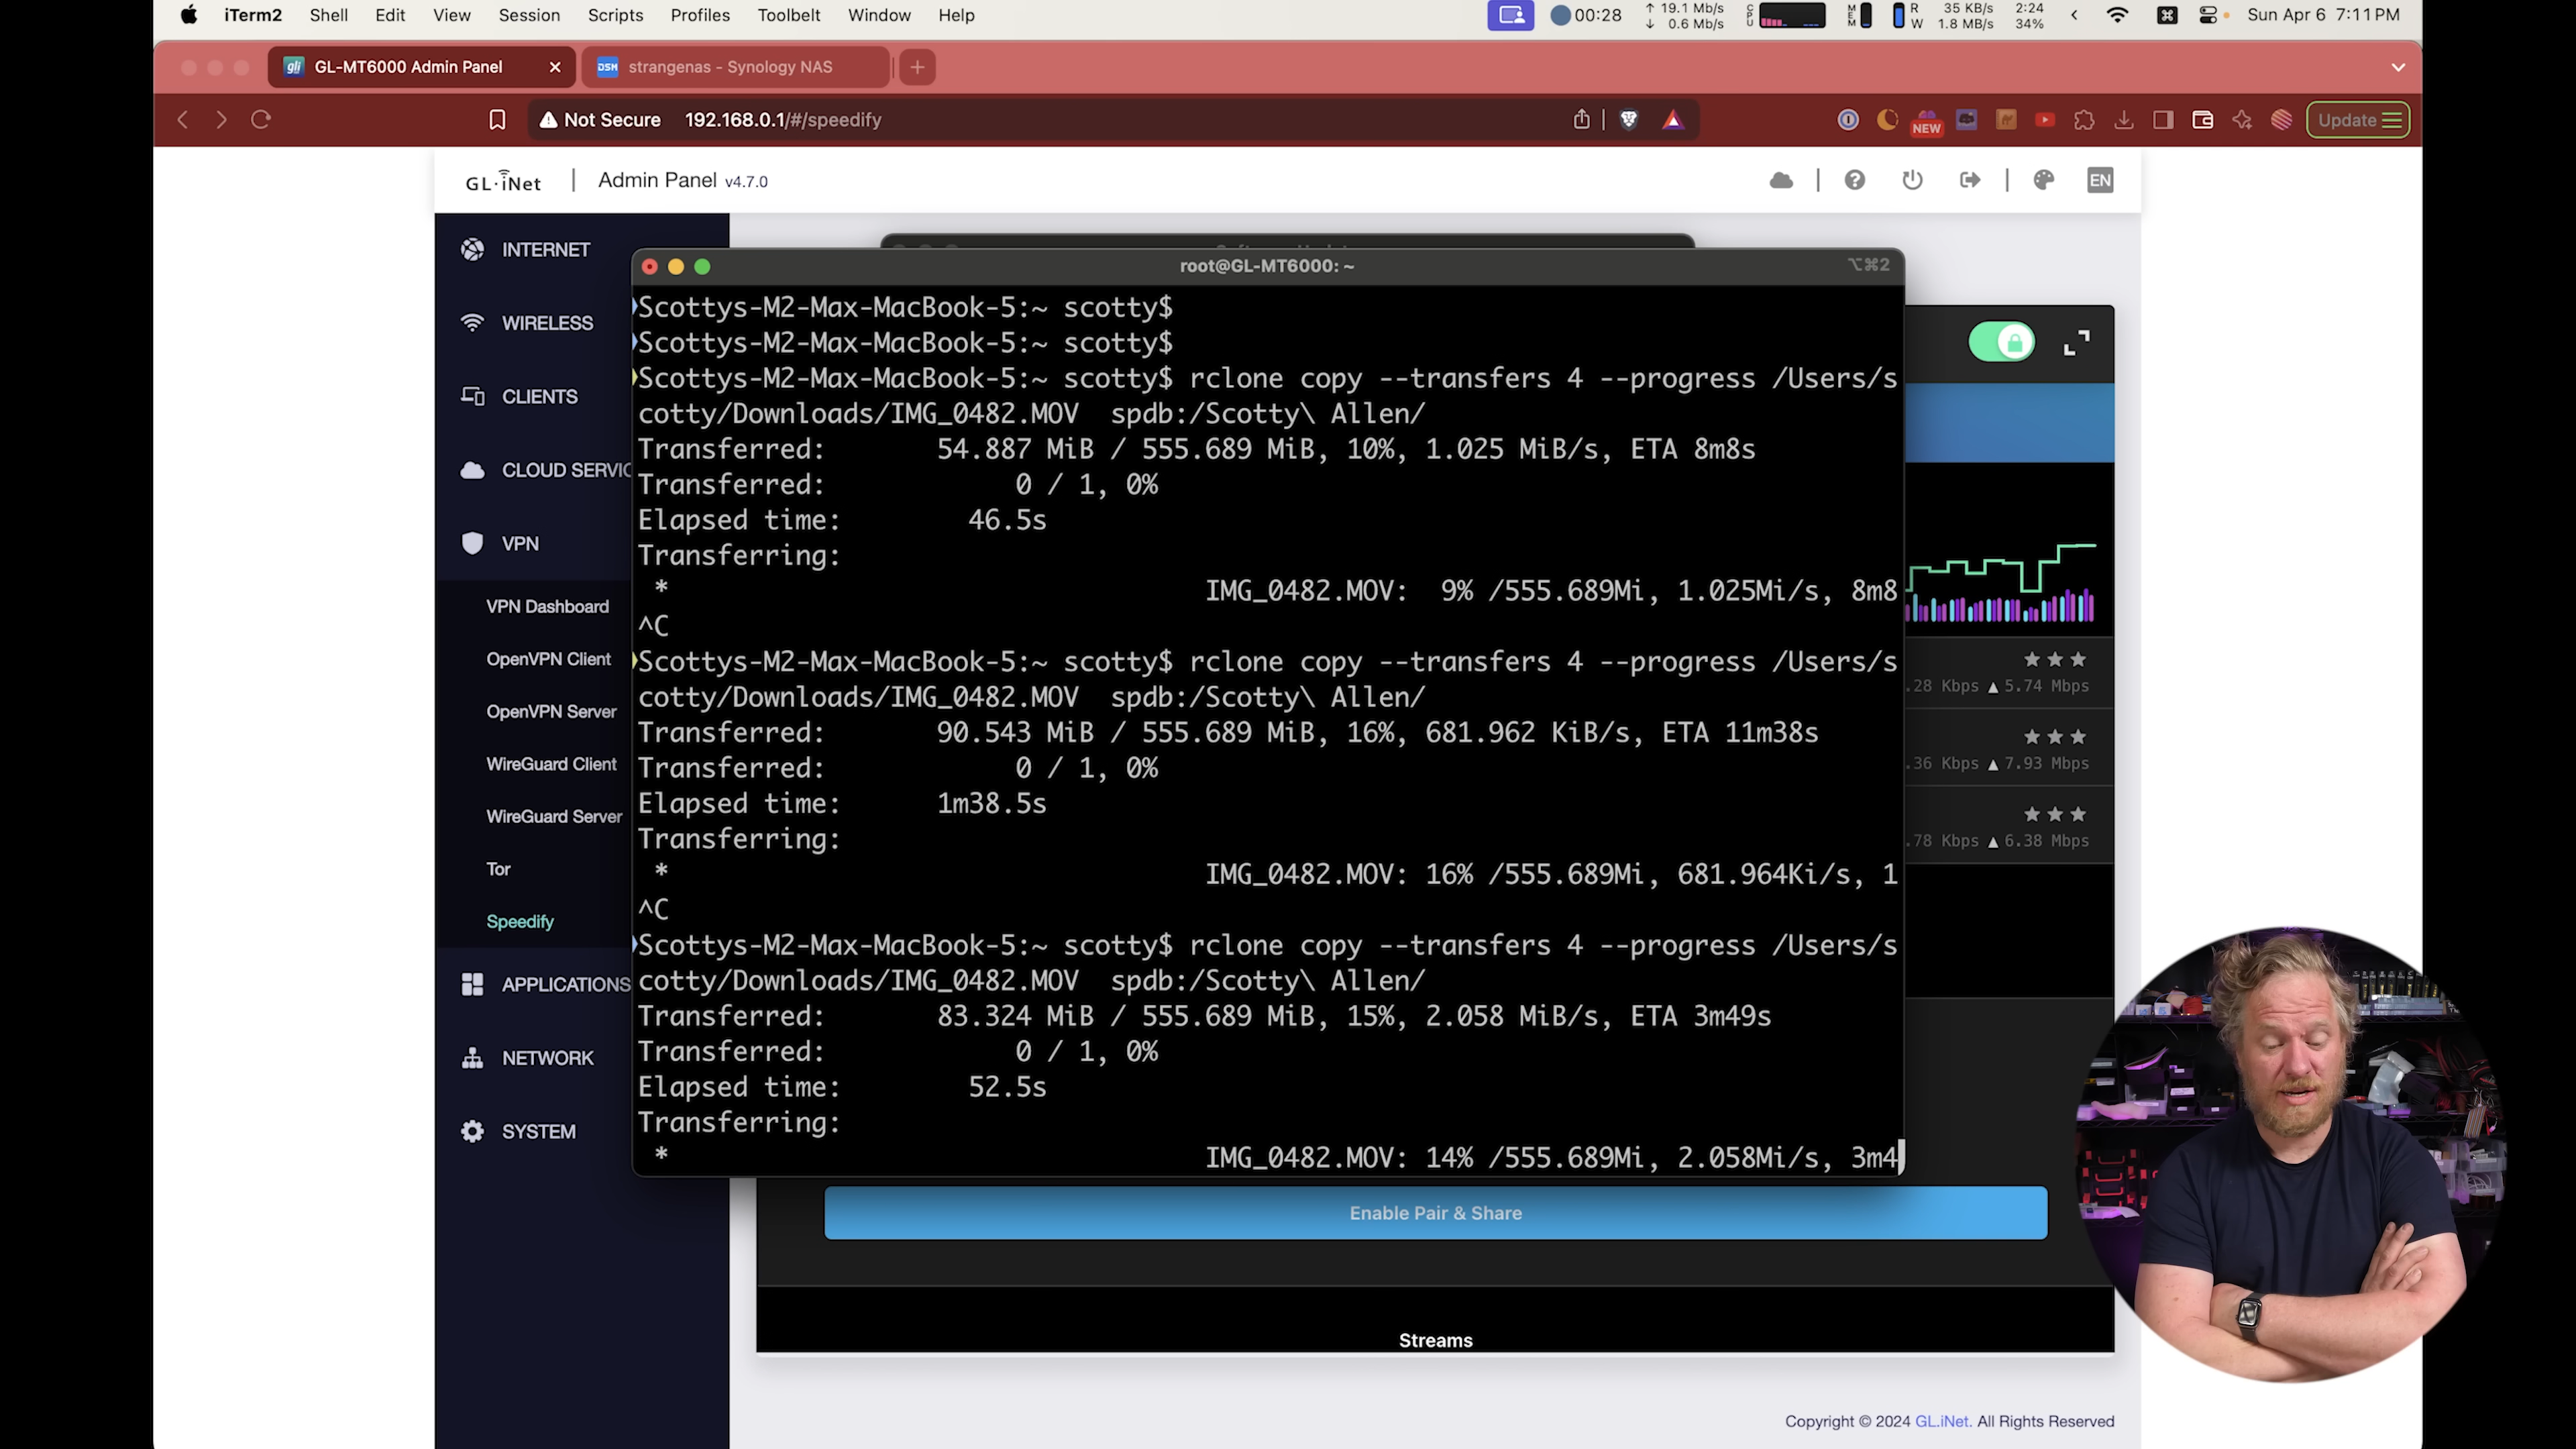 iTerm2 Shell Edit View Session Scripts Profiles Toolbelt Window Help
00:28 ↑ 19.1 Mb/s ↓ 0.6 Mb/s CPU MEM R W 35 KB/s 1.8 MB/s 2:24 34% Sun Apr 6 7:11 PM
gli GL-MT6000 Admin Panel
DSM strangenas - Synology NAS
Not Secure 192.168.0.1/#/speedify
NEW
Update
GL·iNet | Admin Panel v4.7.0
EN
INTERNET
WIRELESS
CLIENTS
CLOUD SERVIC
VPN
VPN Dashboard
OpenVPN Client
OpenVPN Server
WireGuard Client
WireGuard Server
Tor
Speedify
APPLICATIONS
NETWORK
SYSTEM
root@GL-MT6000: ~
⌥⌘2
Scottys-M2-Max-MacBook-5:~ scotty$
Scottys-M2-Max-MacBook-5:~ scotty$
Scottys-M2-Max-MacBook-5:~ scotty$ rclone copy --transfers 4 --progress /Users/s
cotty/Downloads/IMG_0482.MOV  spdb:/Scotty\ Allen/
Transferred: 54.887 MiB / 555.689 MiB, 10%, 1.025 MiB/s, ETA 8m8s
Transferred: 0 / 1, 0%
Elapsed time: 46.5s
Transferring:
* IMG_0482.MOV:  9% /555.689Mi, 1.025Mi/s, 8m8
^C
Scottys-M2-Max-MacBook-5:~ scotty$ rclone copy --transfers 4 --progress /Users/s
cotty/Downloads/IMG_0482.MOV  spdb:/Scotty\ Allen/
Transferred: 90.543 MiB / 555.689 MiB, 16%, 681.962 KiB/s, ETA 11m38s
Transferred: 0 / 1, 0%
Elapsed time: 1m38.5s
Transferring:
* IMG_0482.MOV: 16% /555.689Mi, 681.964Ki/s, 1
^C
Scottys-M2-Max-MacBook-5:~ scotty$ rclone copy --transfers 4 --progress /Users/s
cotty/Downloads/IMG_0482.MOV  spdb:/Scotty\ Allen/
Transferred: 83.324 MiB / 555.689 MiB, 15%, 2.058 MiB/s, ETA 3m49s
Transferred: 0 / 1, 0%
Elapsed time: 52.5s
Transferring:
* IMG_0482.MOV: 14% /555.689Mi, 2.058Mi/s, 3m4
.28 Kbps ▲ 5.74 Mbps
.36 Kbps ▲ 7.93 Mbps
.78 Kbps ▲ 6.38 Mbps
Enable Pair & Share
Streams
Copyright © 2024 GL.iNet. All Rights Reserved